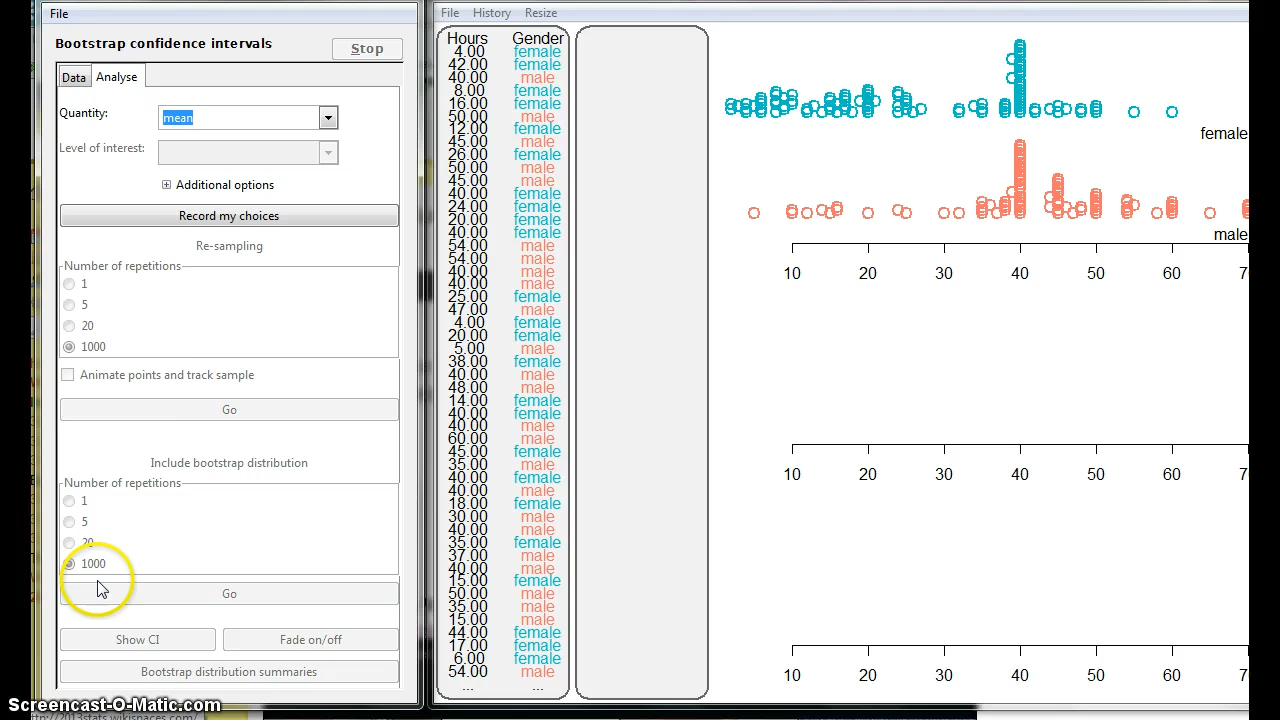 File
Bootstrap confidence intervals
Stop
Data Analyse
Quantity: mean
Level of interest:
Additional options
Record my choices
Re-sampling
Number of repetitions
1
5
20
1000
Animate points and track sample
Go
Include bootstrap distribution
Number of repetitions
1
5
20
1000
Go
Show CI Fade on/off
Bootstrap distribution summaries
File History Resize
Hours Gender
4.00 female
42.00 female
40.00 male
8.00 female
16.00 female
50.00 male
12.00 female
45.00 male
26.00 female
50.00 male
45.00 male
40.00 female
24.00 female
20.00 female
40.00 female
54.00 male
54.00 male
40.00 male
40.00 male
25.00 female
47.00 male
4.00 female
20.00 female
5.00 male
38.00 female
40.00 male
48.00 male
14.00 female
40.00 female
40.00 male
60.00 male
45.00 female
35.00 male
40.00 female
40.00 male
18.00 female
30.00 male
40.00 male
35.00 female
37.00 male
40.00 male
15.00 female
50.00 male
35.00 male
15.00 male
44.00 female
17.00 female
6.00 female
54.00 male
... ...
female
male
10 20 30 40 50 60 7
10 20 30 40 50 60 7
10 20 30 40 50 60 7
Screencast-O-Matic.com
http://2013stats.wikispaces.com/